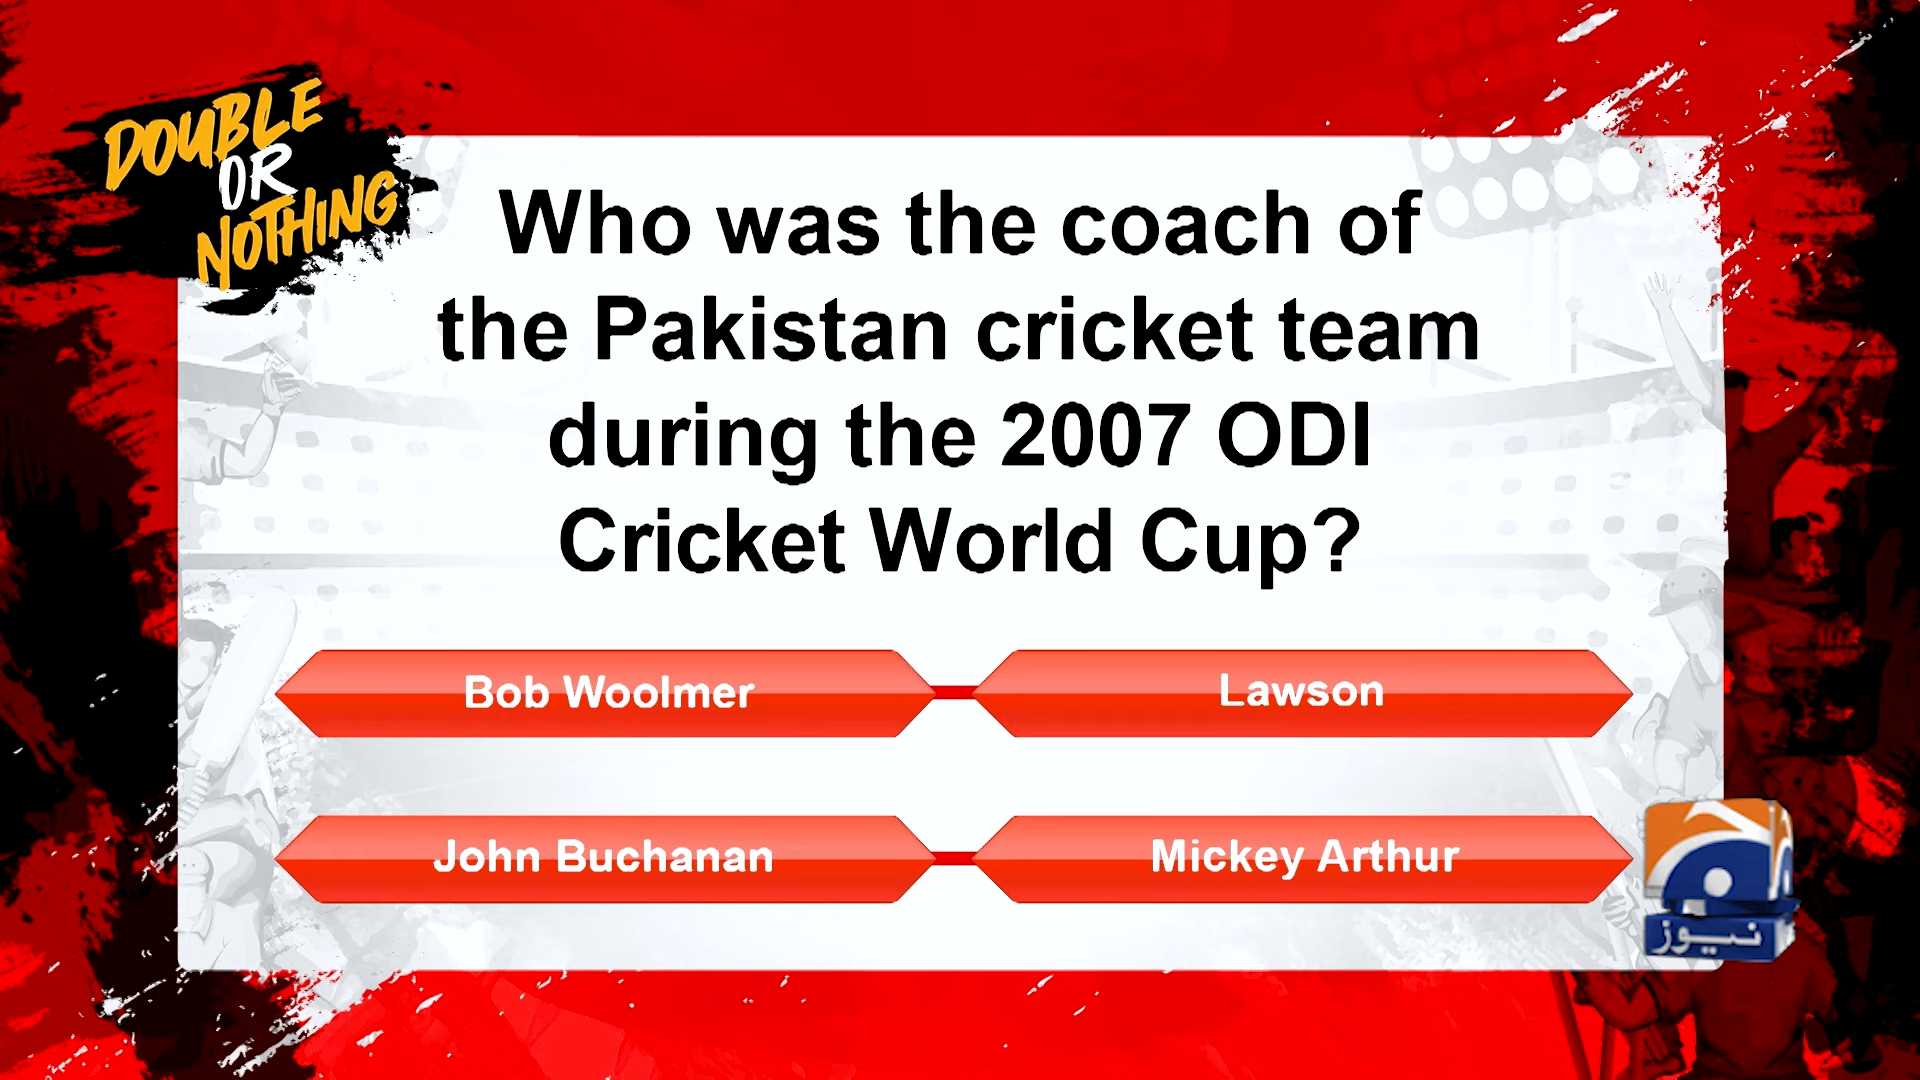 DOUBLE
OR
NOTHING
Who was the coach of
the Pakistan cricket team
during the 2007 ODI
Cricket World Cup?
Bob Woolmer
Lawson
John Buchanan
Mickey Arthur
نیوز